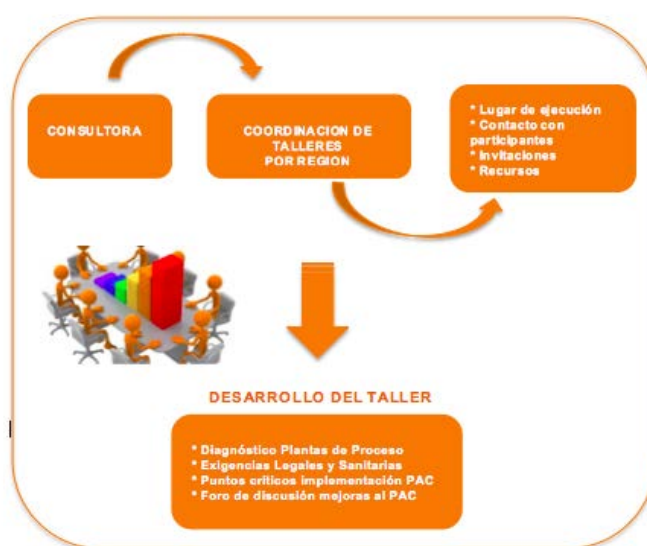 CONSULTORA
COORDINACION DE
TALLERES
POR REGION
* Lugar de ejecución
* Contacto con
participantes
* Invitaciones
* Recursos
DESARROLLO DEL TALLER
* Diagnóstico Plantas de Proceso
* Exigencias Legales y Sanitarias
* Puntos críticos implementación PAC
* Foro de discusión mejoras al PAC